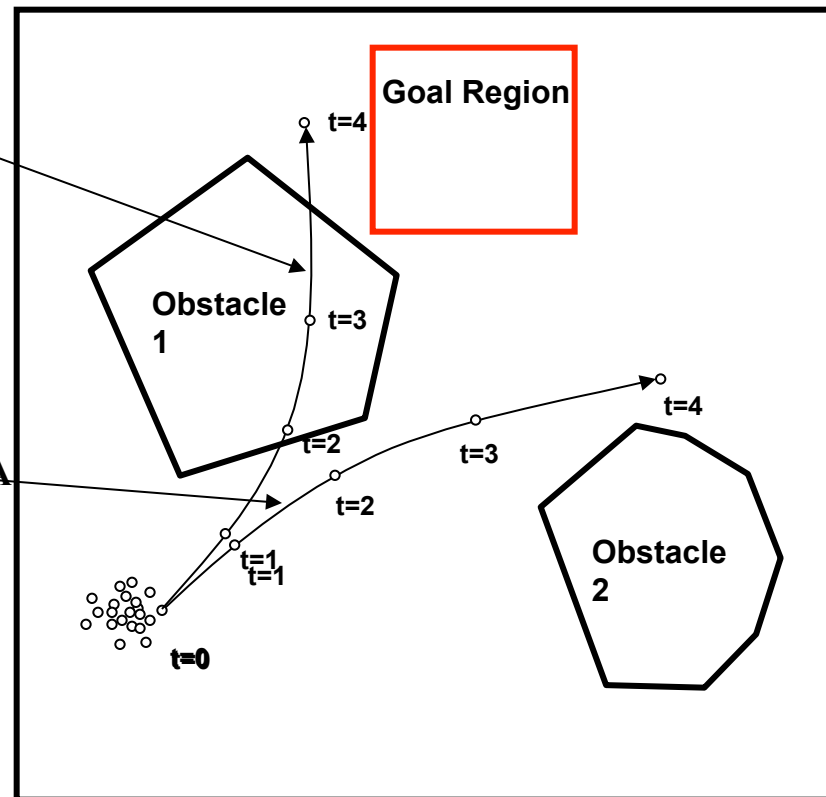 Goal Region
t=4
Obstacle
1
t=3
t=4
t=2
t=3
A
t=2
t=1
t=1
Obstacle
2
t=0